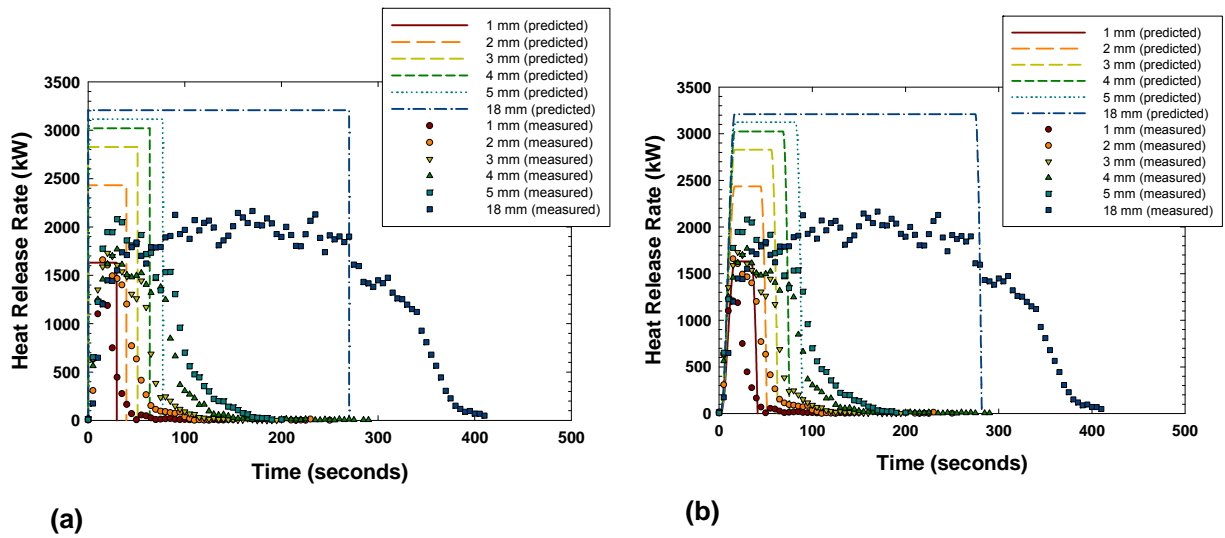 1 mm (predicted)
2 mm (predicted)
3 mm (predicted)
4 mm (predicted)
5 mm (predicted)
18 mm (predicted)
1 mm (measured)
2 mm (measured)
3 mm (measured)
4 mm (measured)
5 mm (measured)
18 mm (measured)
Heat Release Rate (kW)
3500
3000
2500
2000
1500
1000
500
0
0 100 200 300 400 500
Time (seconds)
(a)
1 mm (predicted)
2 mm (predicted)
3 mm (predicted)
4 mm (predicted)
5 mm (predicted)
18 mm (predicted)
1 mm (measured)
2 mm (measured)
3 mm (measured)
4 mm (measured)
5 mm (measured)
18 mm (measured)
Heat Release Rate (kW)
3500
3000
2500
2000
1500
1000
500
0
0 100 200 300 400 500
Time (seconds)
(b)